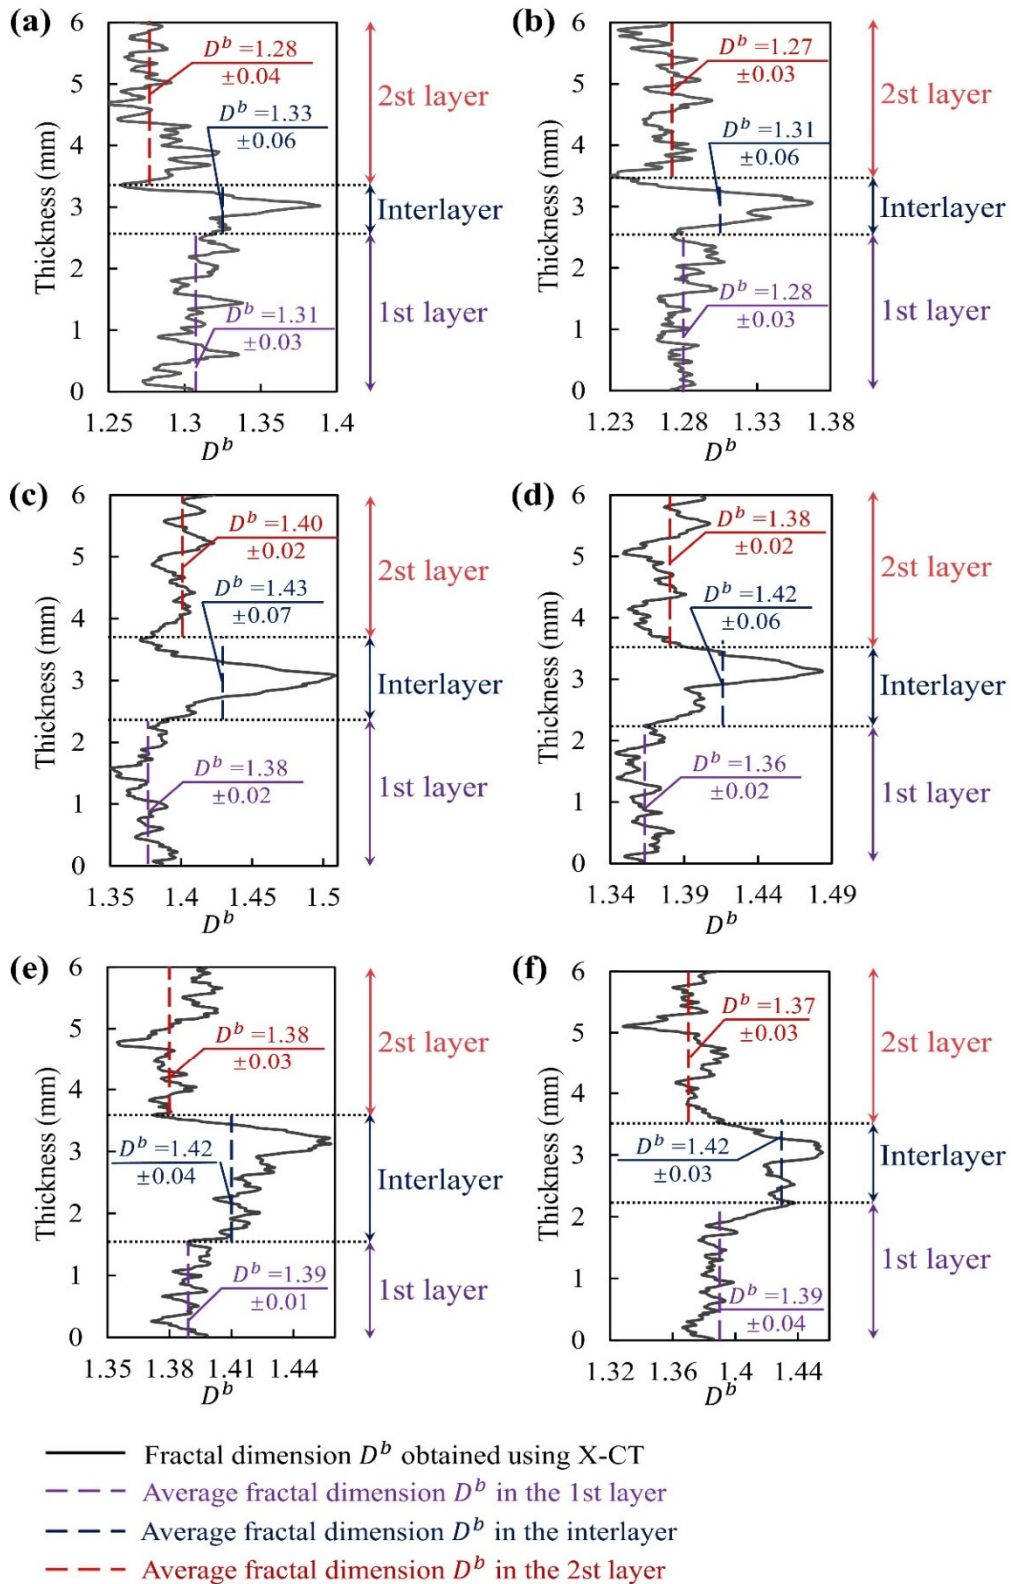 (a)
6
5
4
3
2
1
0
Thickness (mm)
D^b =1.28
±0.04
D^b =1.33
±0.06
D^b =1.31
±0.03
2st layer
Interlayer
1st layer
1.25 1.3 1.35 1.4
D^b
(b)
6
5
4
3
2
1
0
Thickness (mm)
D^b =1.27
±0.03
D^b =1.31
±0.06
D^b =1.28
±0.03
2st layer
Interlayer
1st layer
1.23 1.28 1.33 1.38
D^b
(c)
6
5
4
3
2
1
0
Thickness (mm)
D^b =1.40
±0.02
D^b =1.43
±0.07
D^b =1.38
±0.02
2st layer
Interlayer
1st layer
1.35 1.4 1.45 1.5
D^b
(d)
6
5
4
3
2
1
0
Thickness (mm)
D^b =1.38
±0.02
D^b =1.42
±0.06
D^b =1.36
±0.02
2st layer
Interlayer
1st layer
1.34 1.39 1.44 1.49
D^b
(e)
6
5
4
3
2
1
0
Thickness (mm)
D^b =1.38
±0.03
D^b =1.42
±0.04
D^b =1.39
±0.01
2st layer
Interlayer
1st layer
1.35 1.38 1.41 1.44
D^b
(f)
6
5
4
3
2
1
0
Thickness (mm)
D^b =1.37
±0.03
D^b =1.42
±0.03
D^b =1.39
±0.04
2st layer
Interlayer
1st layer
1.32 1.36 1.4 1.44
D^b
Fractal dimension D^b obtained using X-CT
Average fractal dimension D^b in the 1st layer
Average fractal dimension D^b in the interlayer
Average fractal dimension D^b in the 2st layer